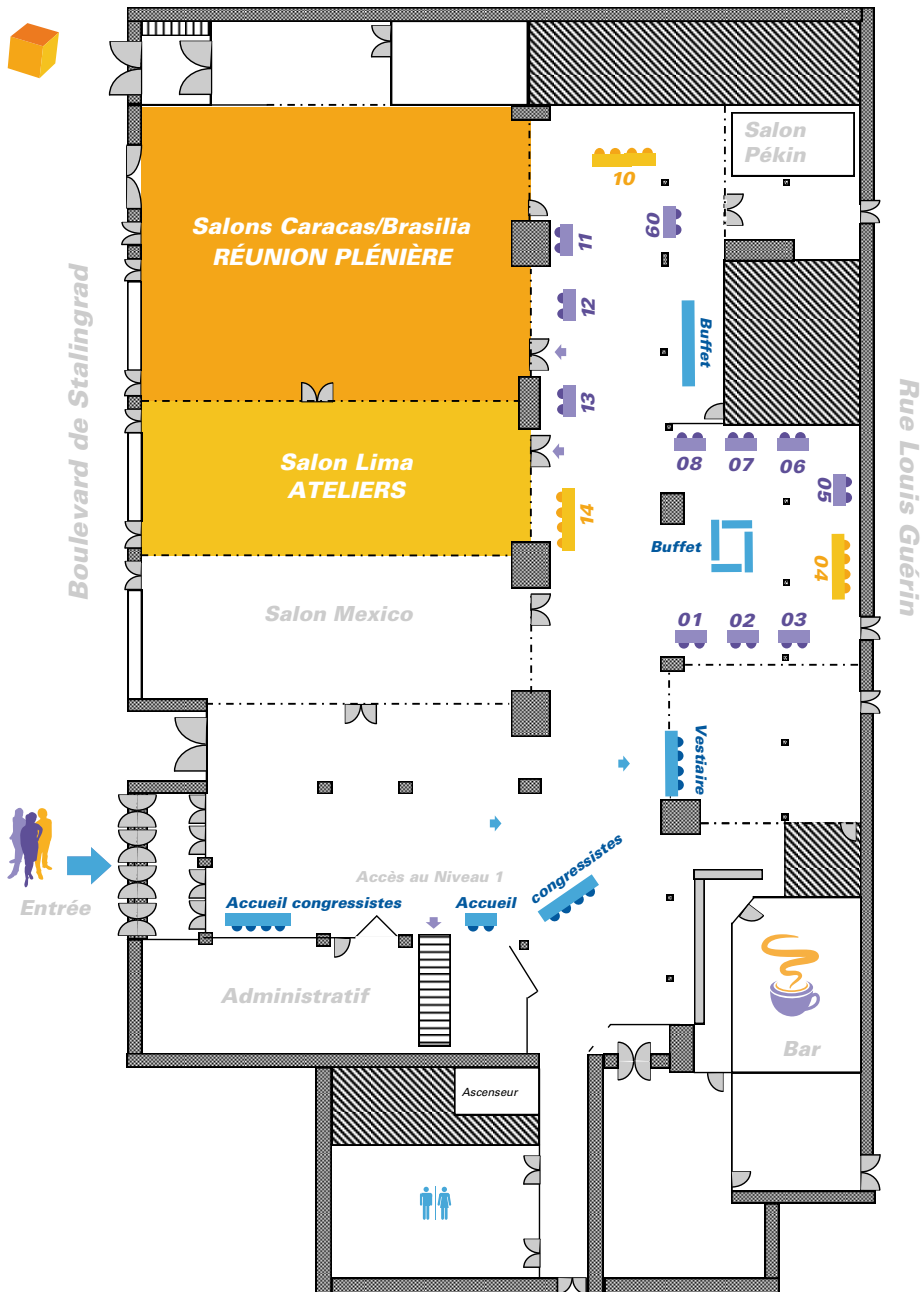 Salon
Pékin
10
09
11
Salons Caracas/Brasilia
RÉUNION PLÉNIÈRE
12
Buffet
Boulevard de Stalingrad
13
Rue Louis Guérin
08
07
06
Salon Lima
ATELIERS
05
14
Buffet
04
Salon Mexico
01
02
03
Vestiaire
Entrée
Accès au Niveau 1
Accueil congressistes
Accueil
congressistes
Administratif
Bar
Ascenseur